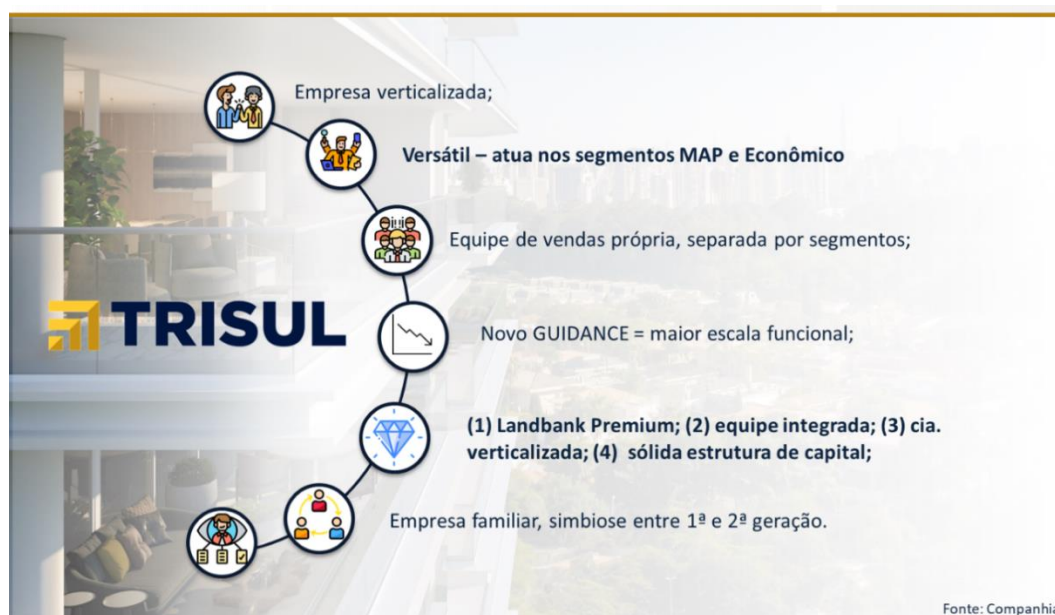 Empresa verticalizada;
Versátil – atua nos segmentos MAP e Econômico
Equipe de vendas própria, separada por segmentos;
TRISUL
Novo GUIDANCE = maior escala funcional;
(1) Landbank Premium; (2) equipe integrada; (3) cia.
verticalizada; (4) sólida estrutura de capital;
Empresa familiar, simbiose entre 1ª e 2ª geração.
Fonte: Companhia